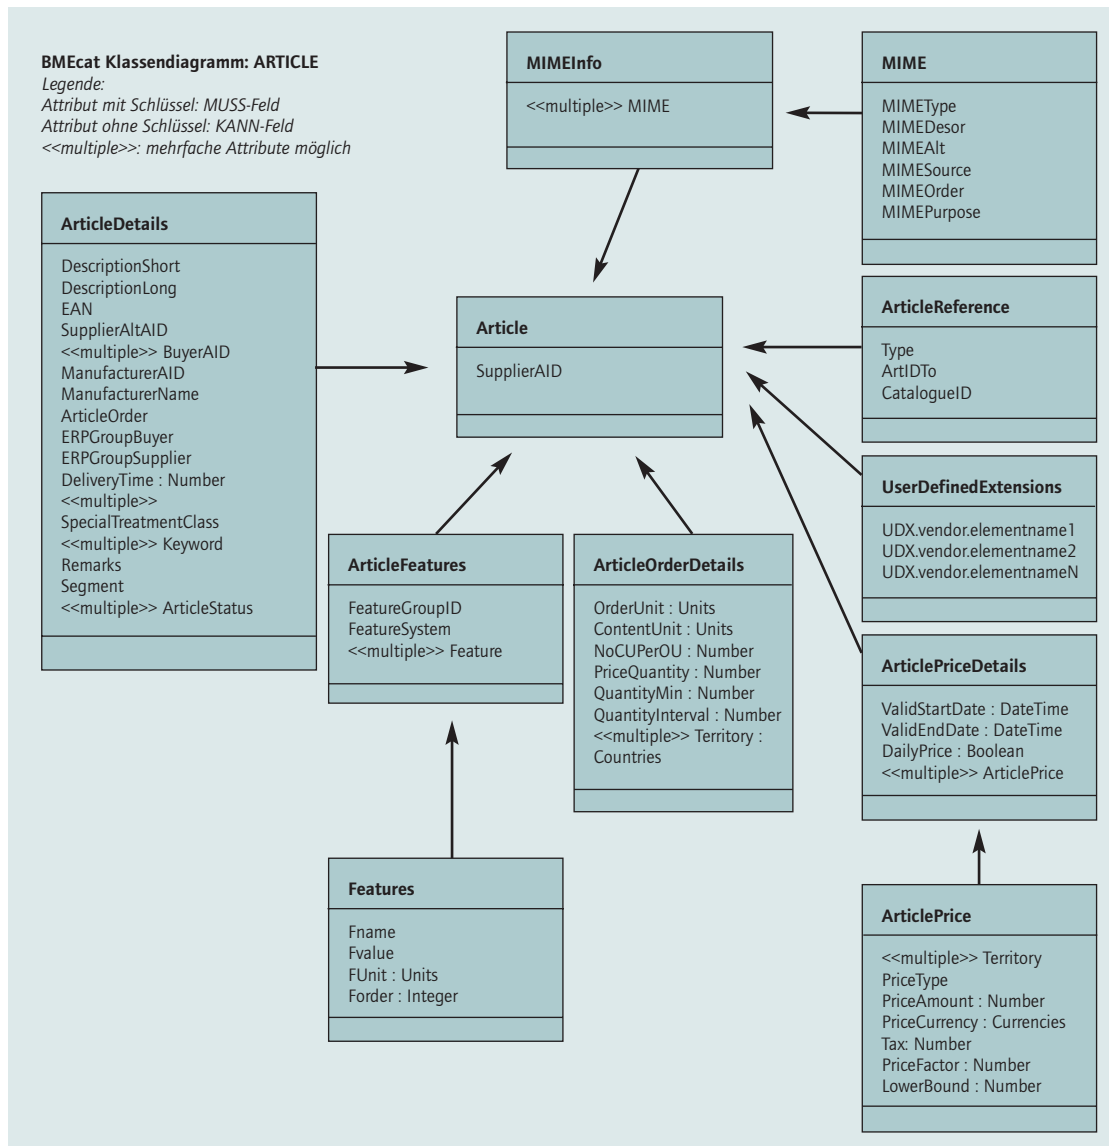 BMEcat Klassendiagramm: ARTICLE
Legende:
Attribut mit Schlüssel: MUSS-Feld
Attribut ohne Schlüssel: KANN-Feld
<<multiple>>: mehrfache Attribute möglich
MIMEInfo
<<multiple>> MIME
MIME
MIMEType
MIMEDesor
MIMEAlt
MIMESource
MIMEOrder
MIMEPurpose
ArticleDetails
DescriptionShort
DescriptionLong
EAN
SupplierAltAID
<<multiple>> BuyerAID
ManufacturerAID
ManufacturerName
ArticleOrder
ERPGroupBuyer
ERPGroupSupplier
DeliveryTime : Number
<<multiple>>
SpecialTreatmentClass
<<multiple>> Keyword
Remarks
Segment
<<multiple>> ArticleStatus
Article
SupplierAID
ArticleReference
Type
ArtIDTo
CatalogueID
UserDefinedExtensions
UDX.vendor.elementname1
UDX.vendor.elementname2
UDX.vendor.elementnameN
ArticleFeatures
FeatureGroupID
FeatureSystem
<<multiple>> Feature
ArticleOrderDetails
OrderUnit : Units
ContentUnit : Units
NoCUPerOU : Number
PriceQuantity : Number
QuantityMin : Number
QuantityInterval : Number
<<multiple>> Territory :
Countries
ArticlePriceDetails
ValidStartDate : DateTime
ValidEndDate : DateTime
DailyPrice : Boolean
<<multiple>> ArticlePrice
Features
Fname
Fvalue
FUnit : Units
Forder : Integer
ArticlePrice
<<multiple>> Territory
PriceType
PriceAmount : Number
PriceCurrency : Currencies
Tax: Number
PriceFactor : Number
LowerBound : Number